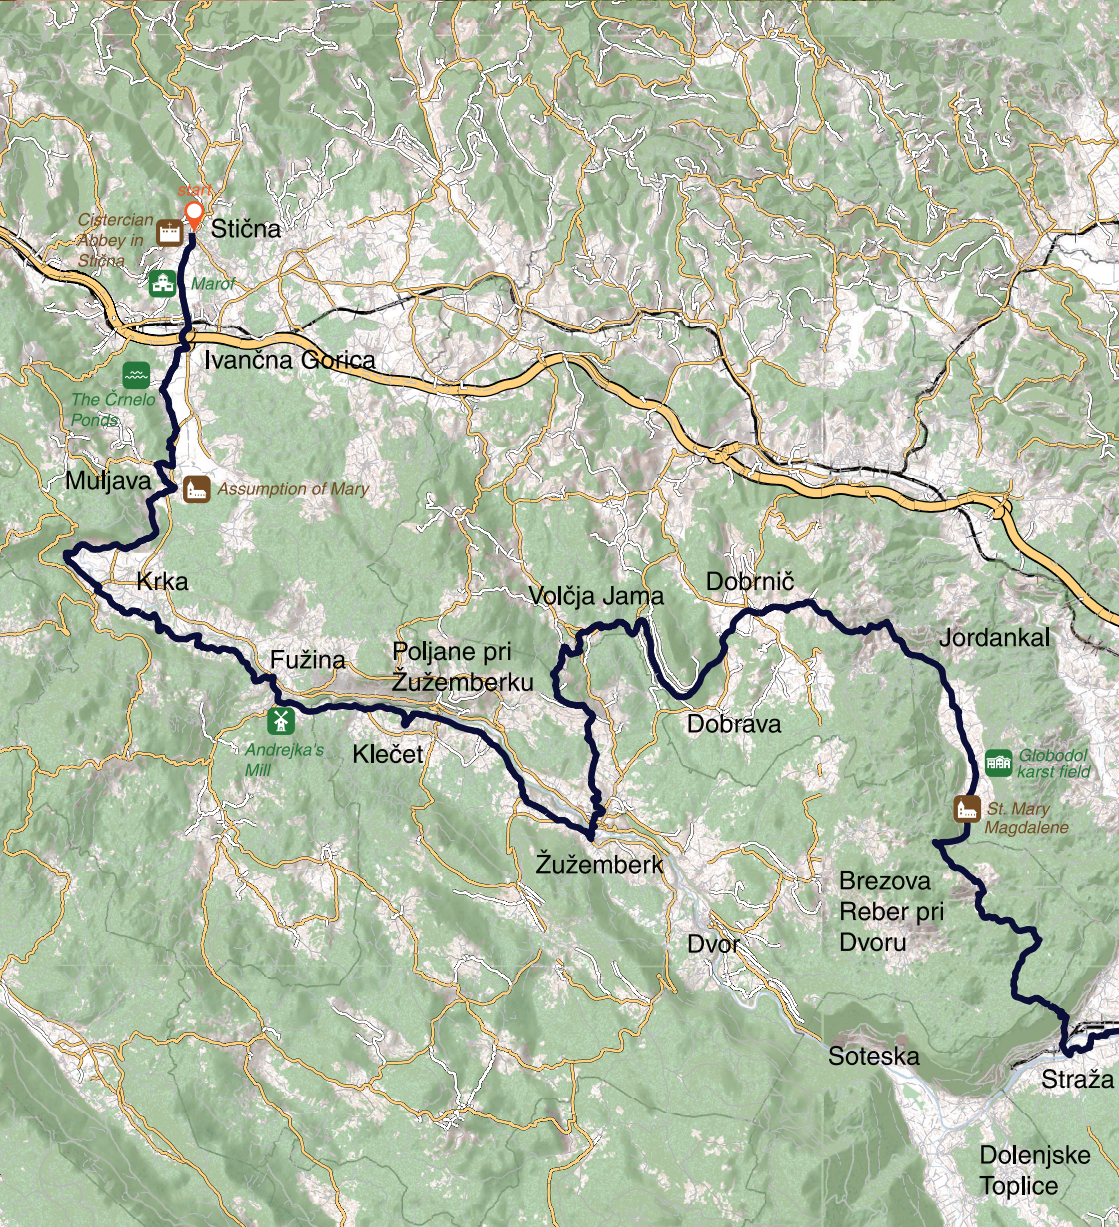 start
Cistercian
Abbey in
Stična
Stična
Marof
Ivančna Gorica
The Črnelo
Ponds
Muljava
Assumption of Mary
Krka
Volčja Jama
Dobrnič
Jordankal
Fužina
Poljane pri
Žužemberku
Dobrava
Andrejka's
Mill
Klečet
Globodol
karst field
St. Mary
Magdalene
Žužemberk
Brezova
Reber pri
Dvoru
Dvor
Soteska
Straža
Dolenjske
Toplice